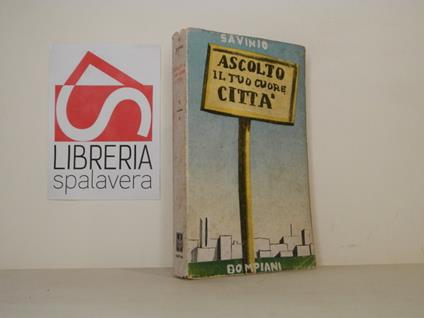 LIBRERIA
spalavera
SAVINIO
ASCOLTO
IL TUO CUORE
CITTA'
BOMPIANI